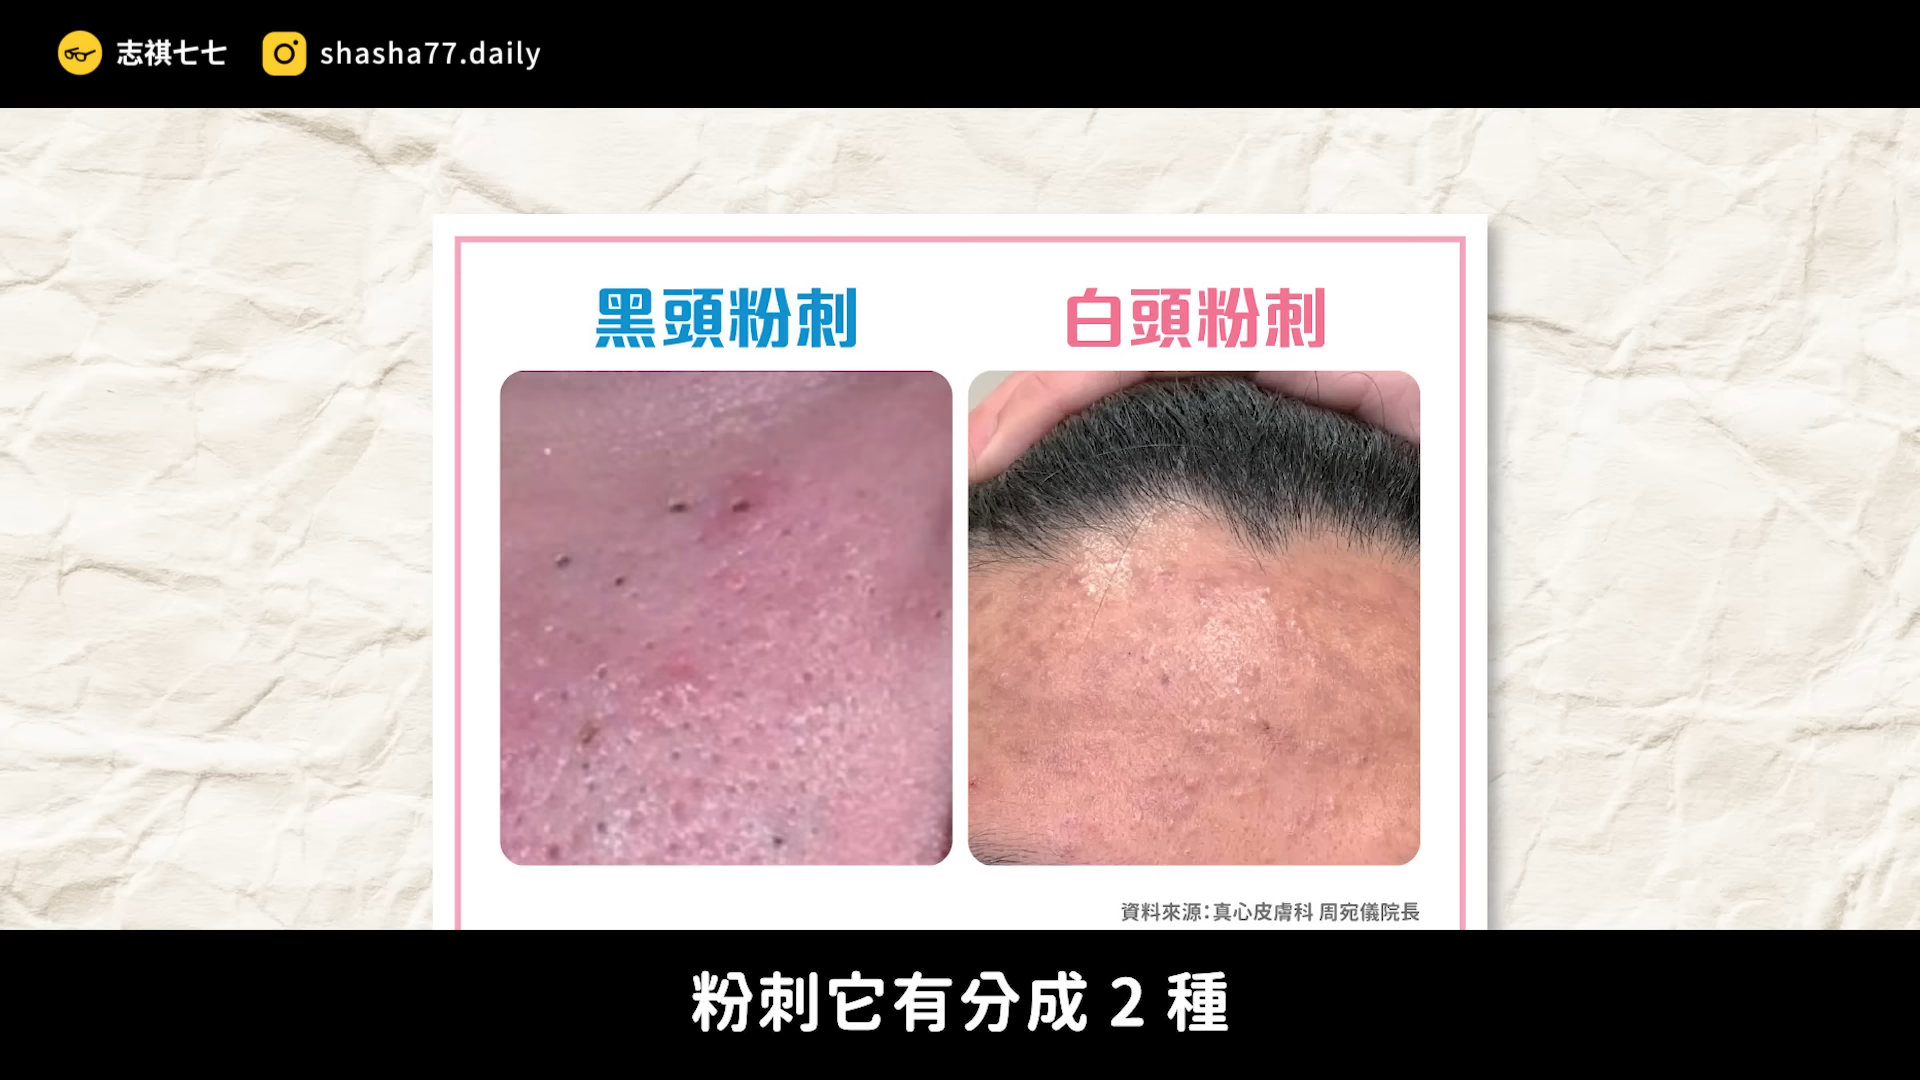 志祺七七 shasha77.daily
黑頭粉刺 白頭粉刺
資料來源：真心皮膚科 周宛儀院長
粉刺它有分成 2 種